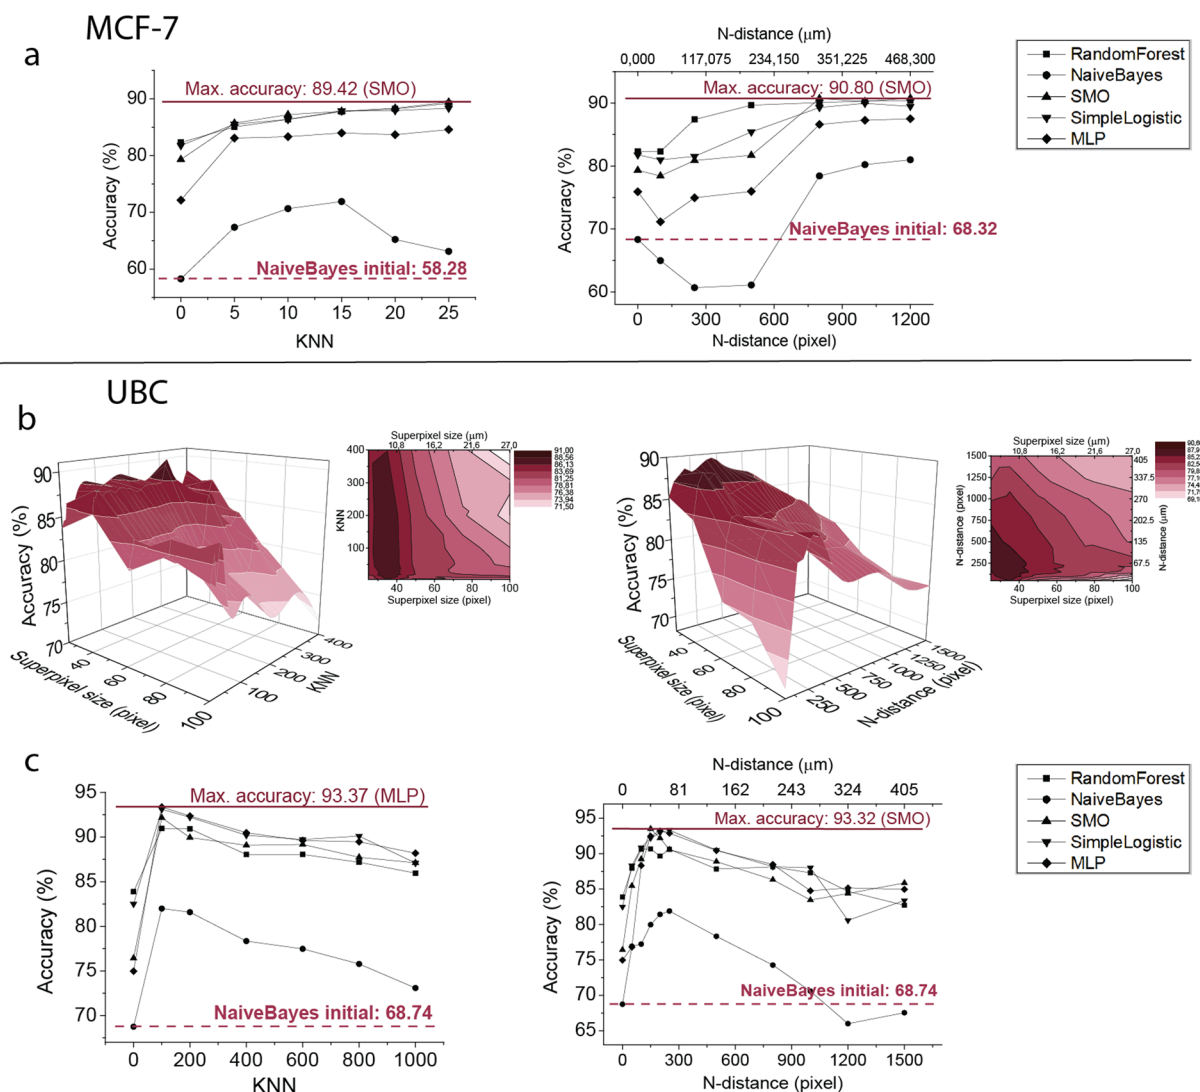 MCF-7
a
Max. accuracy: 89.42 (SMO)
90
80
70
60
Accuracy (%)
NaiveBayes initial: 58.28
0 5 10 15 20 25
KNN
N-distance (μm)
0,000 117,075 234,150 351,225 468,300
Max. accuracy: 90.80 (SMO)
90
80
70
60
Accuracy (%)
NaiveBayes initial: 68.32
0 300 600 900 1200
N-distance (pixel)
RandomForest
NaiveBayes
SMO
SimpleLogistic
MLP
UBC
b
90
85
80
75
70
Accuracy (%)
40 60 80 100
Superpixel size (pixel)
100 200 300 400
KNN
Superpixel size (μm)
10,8 16,2 21,6 27,0
400
300
200
100
KNN
40 60 80 100
Superpixel size (pixel)
91,00
88,56
86,13
83,69
81,25
78,81
76,38
73,94
71,50
90
85
80
75
70
Accuracy (%)
40 60 80 100
Superpixel size (pixel)
250 500 750 1000 1250 1500
N-distance (pixel)
Superpixel size (μm)
10,8 16,2 21,6 27,0
1500
1250
1000
750
500
250
N-distance (pixel)
405
337.5
270
202.5
135
67.5
N-distance (μm)
40 60 80 100
Superpixel size (pixel)
c
95
90
85
80
75
70
Accuracy (%)
Max. accuracy: 93.37 (MLP)
NaiveBayes initial: 68.74
0 200 400 600 800 1000
KNN
N-distance (μm)
0 81 162 243 324 405
Max. accuracy: 93.32 (SMO)
95
90
85
80
75
70
65
Accuracy (%)
NaiveBayes initial: 68.74
0 300 600 900 1200 1500
N-distance (pixel)
RandomForest
NaiveBayes
SMO
SimpleLogistic
MLP